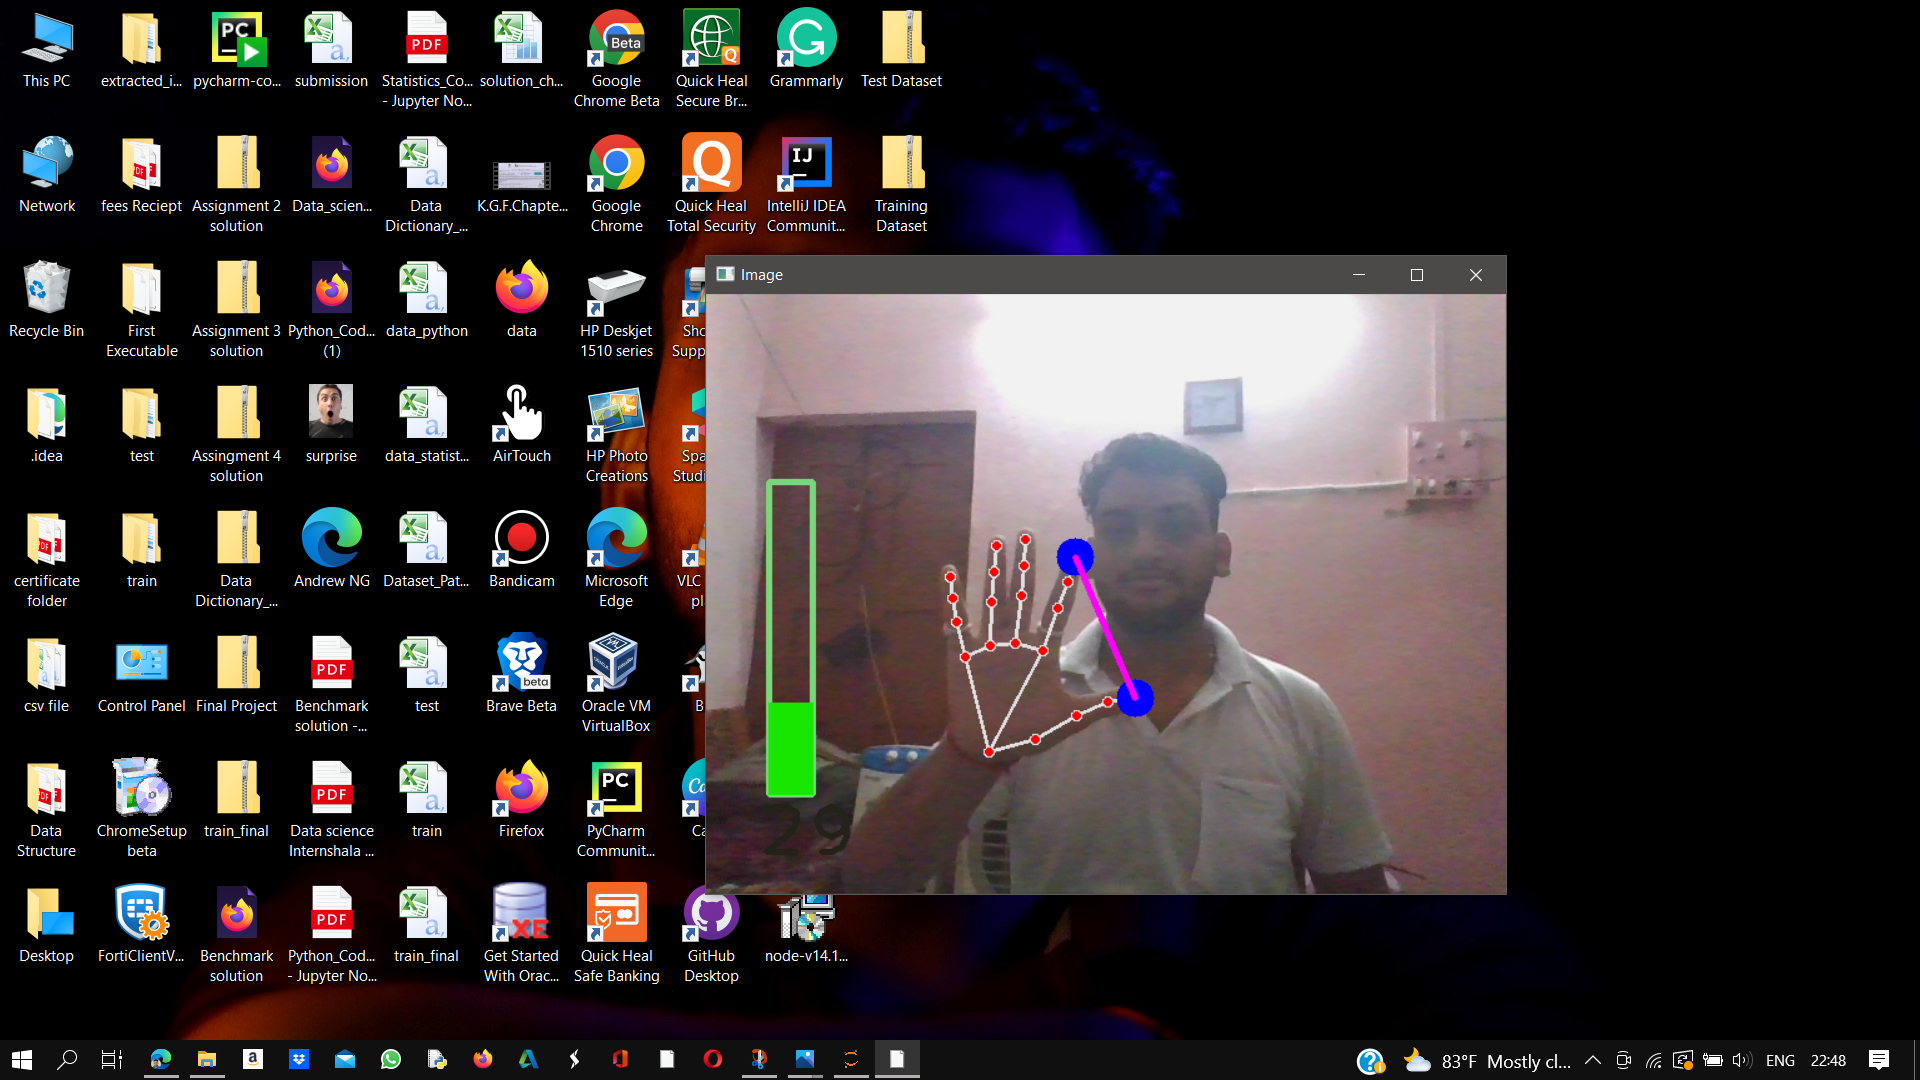 This PC
extracted_i...
pycharm-co...
submission
Statistics_Co...
- Jupyter No...
solution_ch...
Google
Chrome Beta
Quick Heal
Secure Br...
Grammarly
Test Dataset
Network
fees Reciept
Assignment 2
solution
Data_scien...
Data
Dictionary_...
K.G.F.Chapte...
Google
Chrome
Quick Heal
Total Security
IntelliJ IDEA
Communit...
Training
Dataset
Recycle Bin
First
Executable
Assignment 3
solution
Python_Cod...
(1)
data_python
data
HP Deskjet
1510 series
Sho
Supp
Image
.idea
test
Assingment 4
solution
surprise
data_statist...
AirTouch
HP Photo
Creations
Spa
Studi
certificate
folder
train
Data
Dictionary_...
Andrew NG
Dataset_Pat...
Bandicam
Microsoft
Edge
VLC
pl
csv file
Control Panel
Final Project
Benchmark
solution -...
test
Brave Beta
Oracle VM
VirtualBox
B
Data
Structure
ChromeSetup
beta
train_final
Data science
Internshala ...
train
Firefox
PyCharm
Communit...
Ca
29
Desktop
FortiClientV...
Benchmark
solution
Python_Cod...
- Jupyter No...
train_final
Get Started
With Orac...
Quick Heal
Safe Banking
GitHub
Desktop
node-v14.1...
83°F Mostly cl...
ENG
22:48